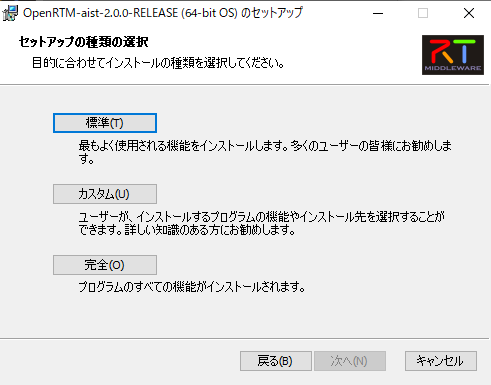 OpenRTM-aist-2.0.0-RELEASE (64-bit OS) のセットアップ
セットアップの種類の選択
目的に合わせてインストールの種類を選択してください。
RT
MIDDLEWARE
標準(T)
最もよく使用される機能をインストールします。多くのユーザーの皆様にお勧めしま
す。
カスタム(U)
ユーザーが、インストールするプログラムの機能やインストール先を選択することが
できます。詳しい知識のある方にお勧めします。
完全(O)
プログラムのすべての機能がインストールされます。
戻る(B)
次へ(N)
キャンセル